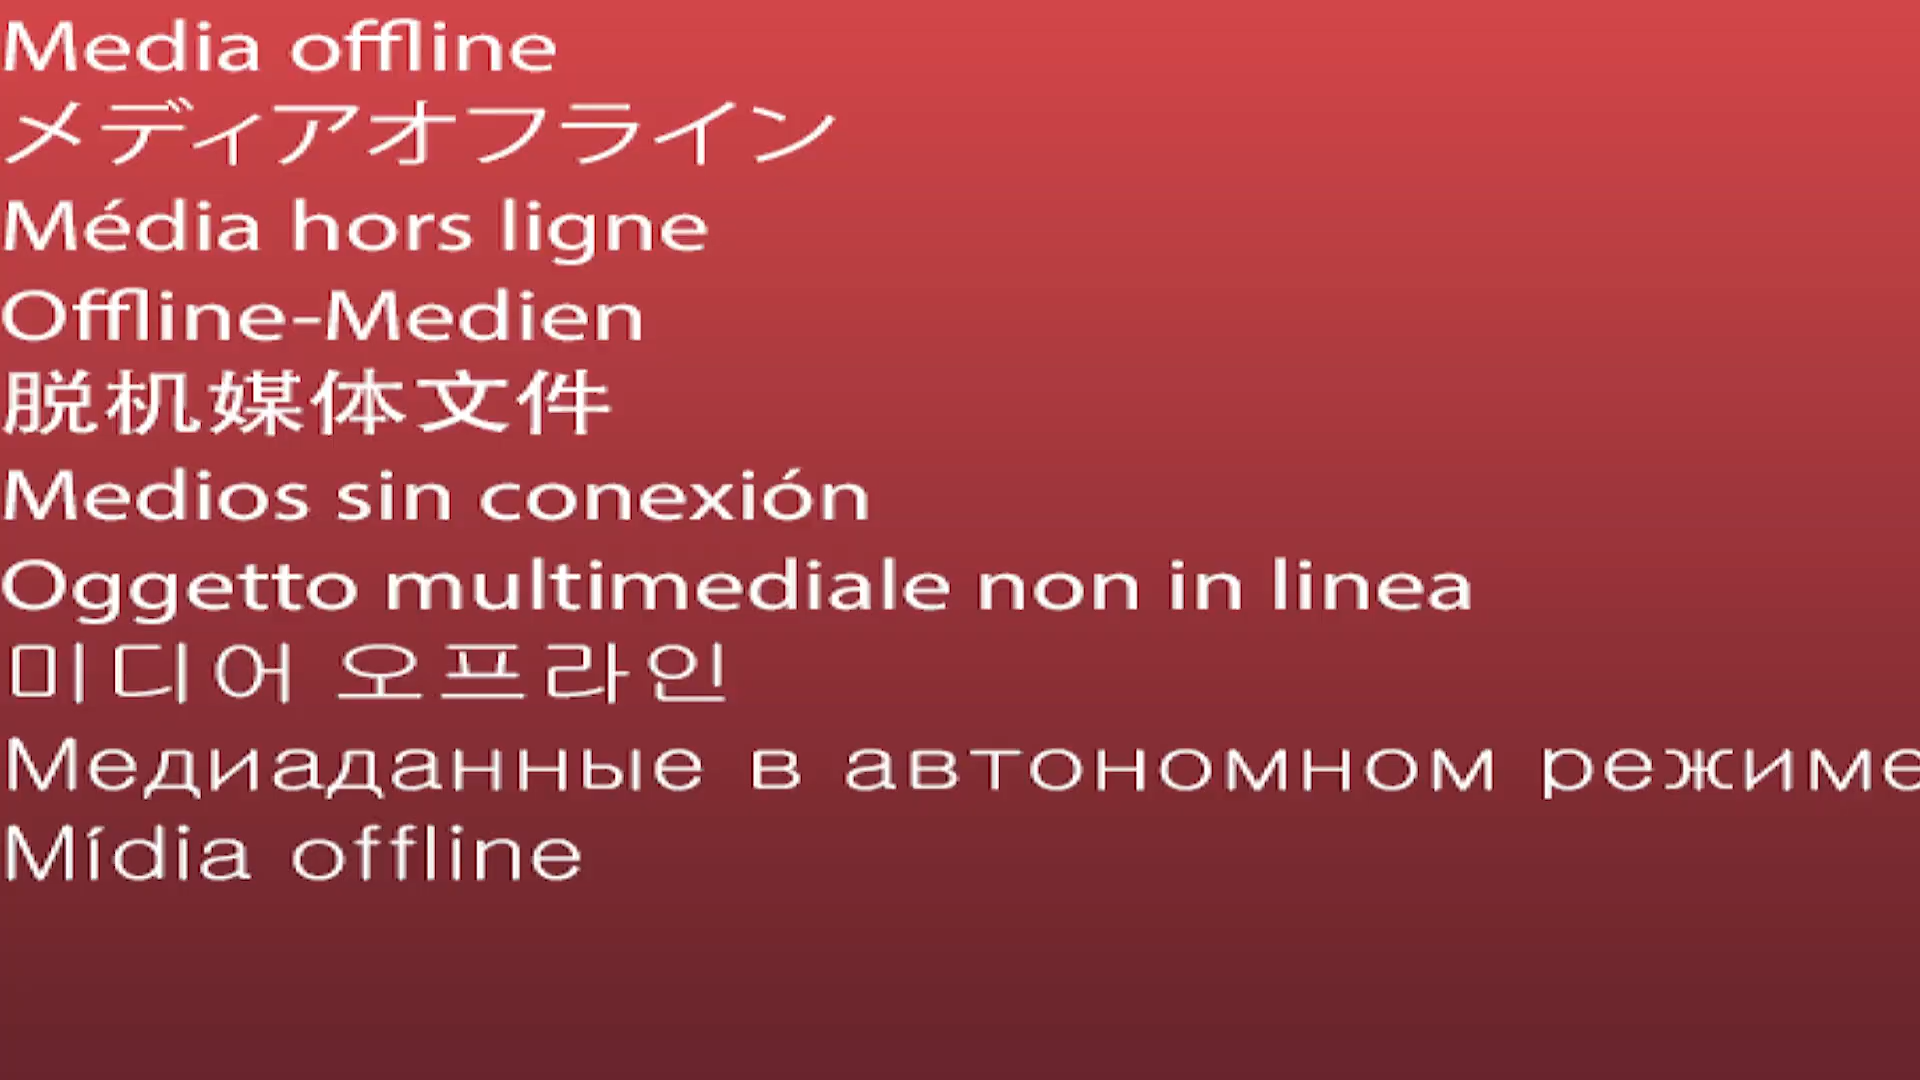 Media offline
メディアオフライン
Média hors ligne
Offline-Medien
脱机媒体文件
Medios sin conexión
Oggetto multimediale non in linea
미디어 오프라인
Медиаданные в автономном режиме
Mídia offline